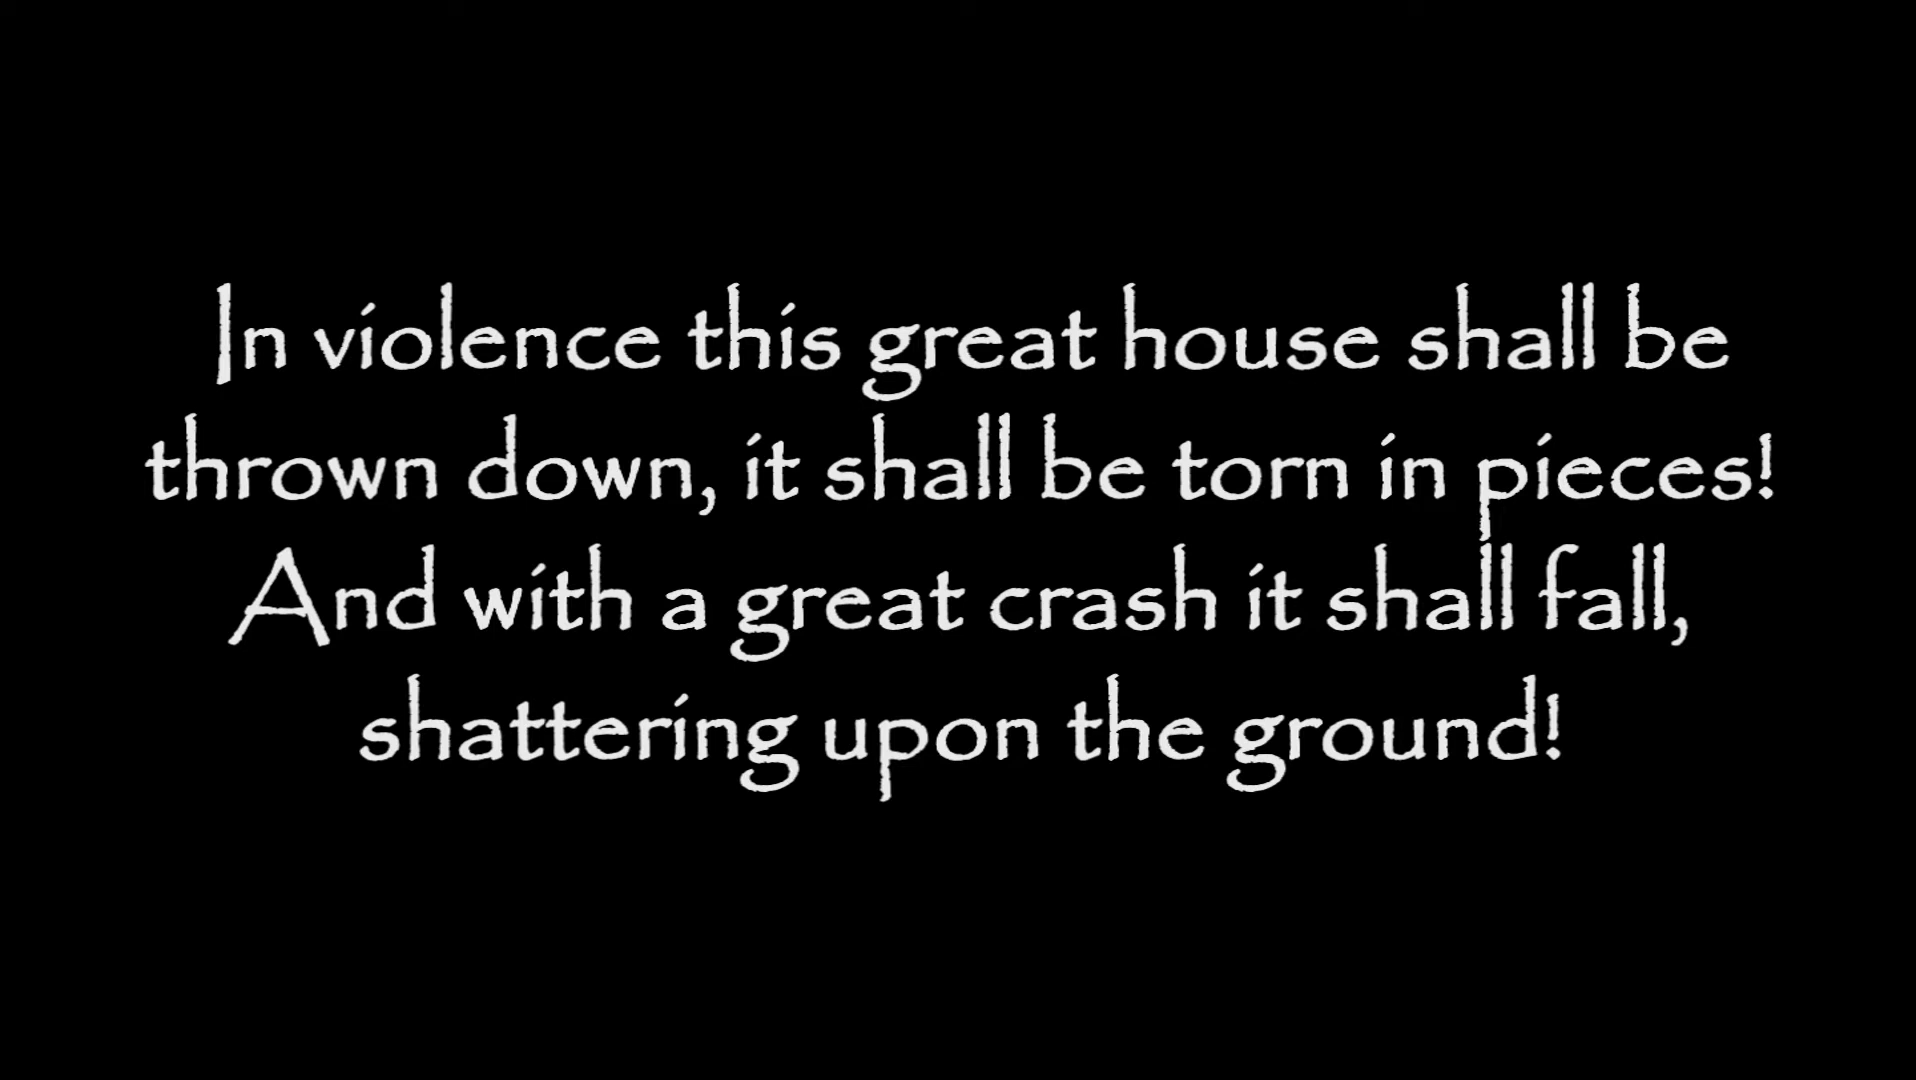 In violence this great house shall be
thrown down, it shall be torn in pieces!
And with a great crash it shall fall,
shattering upon the ground!